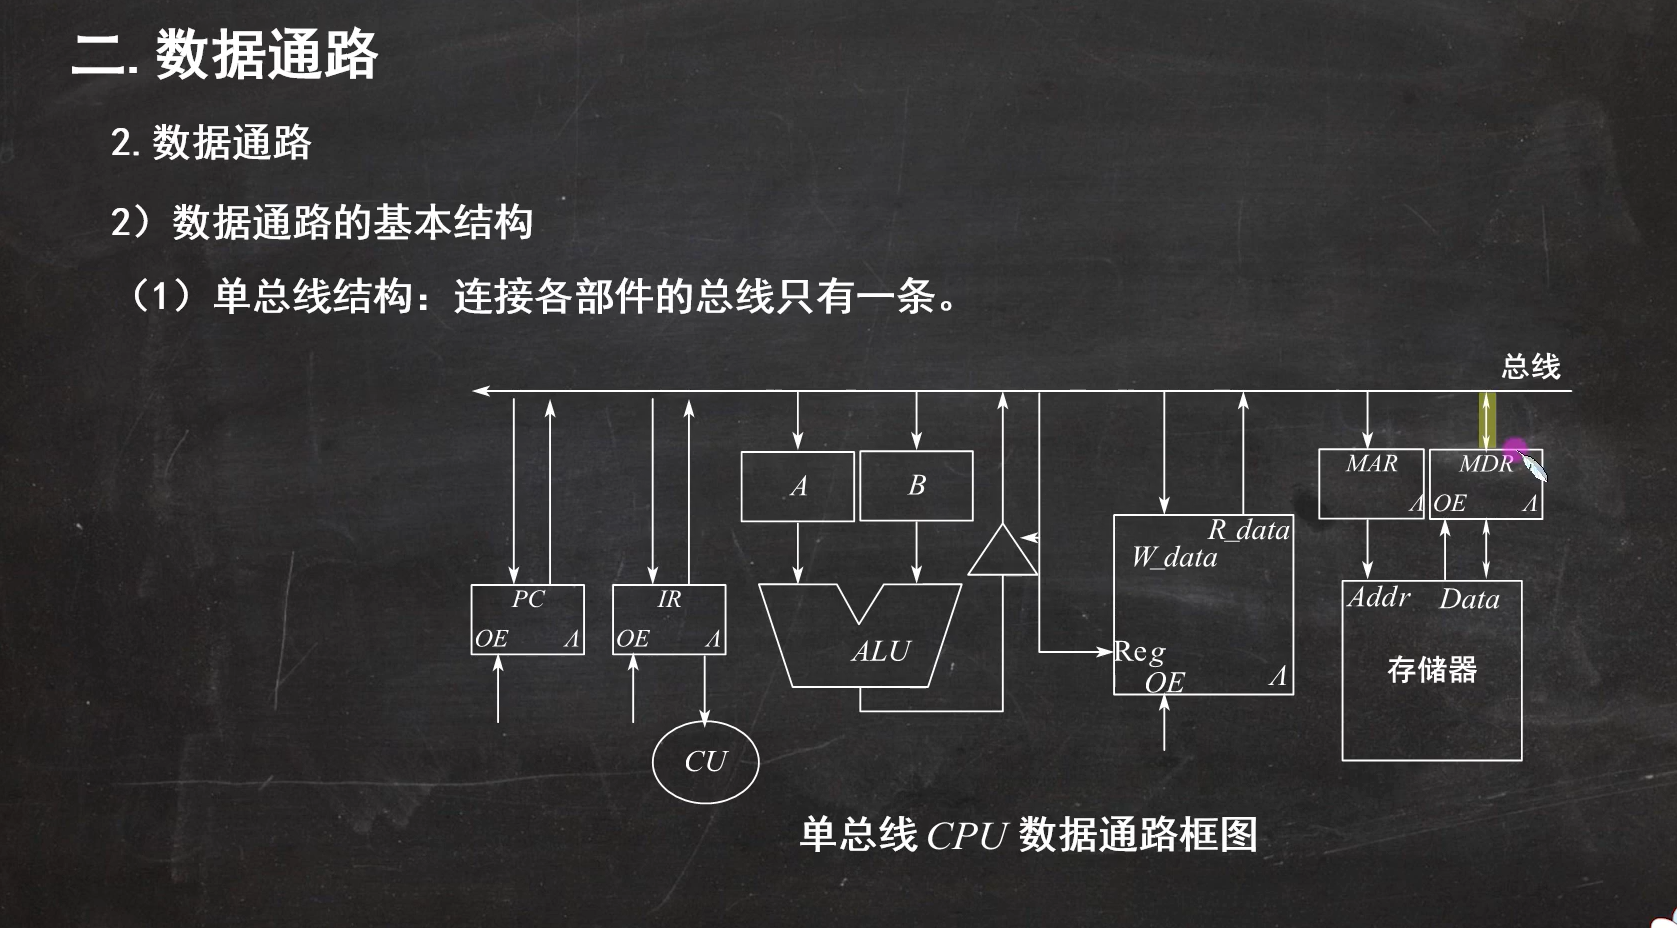 二. 数据通路
2. 数据通路
2）数据通路的基本结构
（1）单总线结构：连接各部件的总线只有一条。
总线
MAR MDR
A B
Λ OE Λ
R_data
W_data
PC IR Addr Data
OE Λ OE Λ ALU Reg 存储器
OE Λ
CU
单总线 CPU 数据通路框图